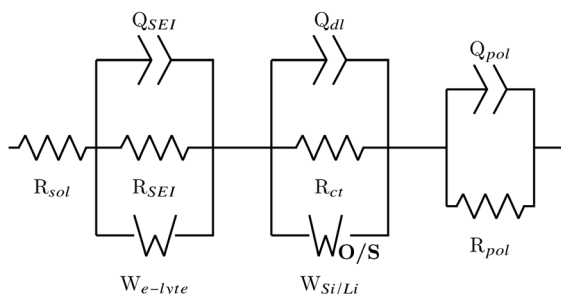 Q_SEI
Q_dl
Q_pol
R_sol
R_SEI
R_ct
O/S
R_pol
W_e-lyte
W_Si/Li